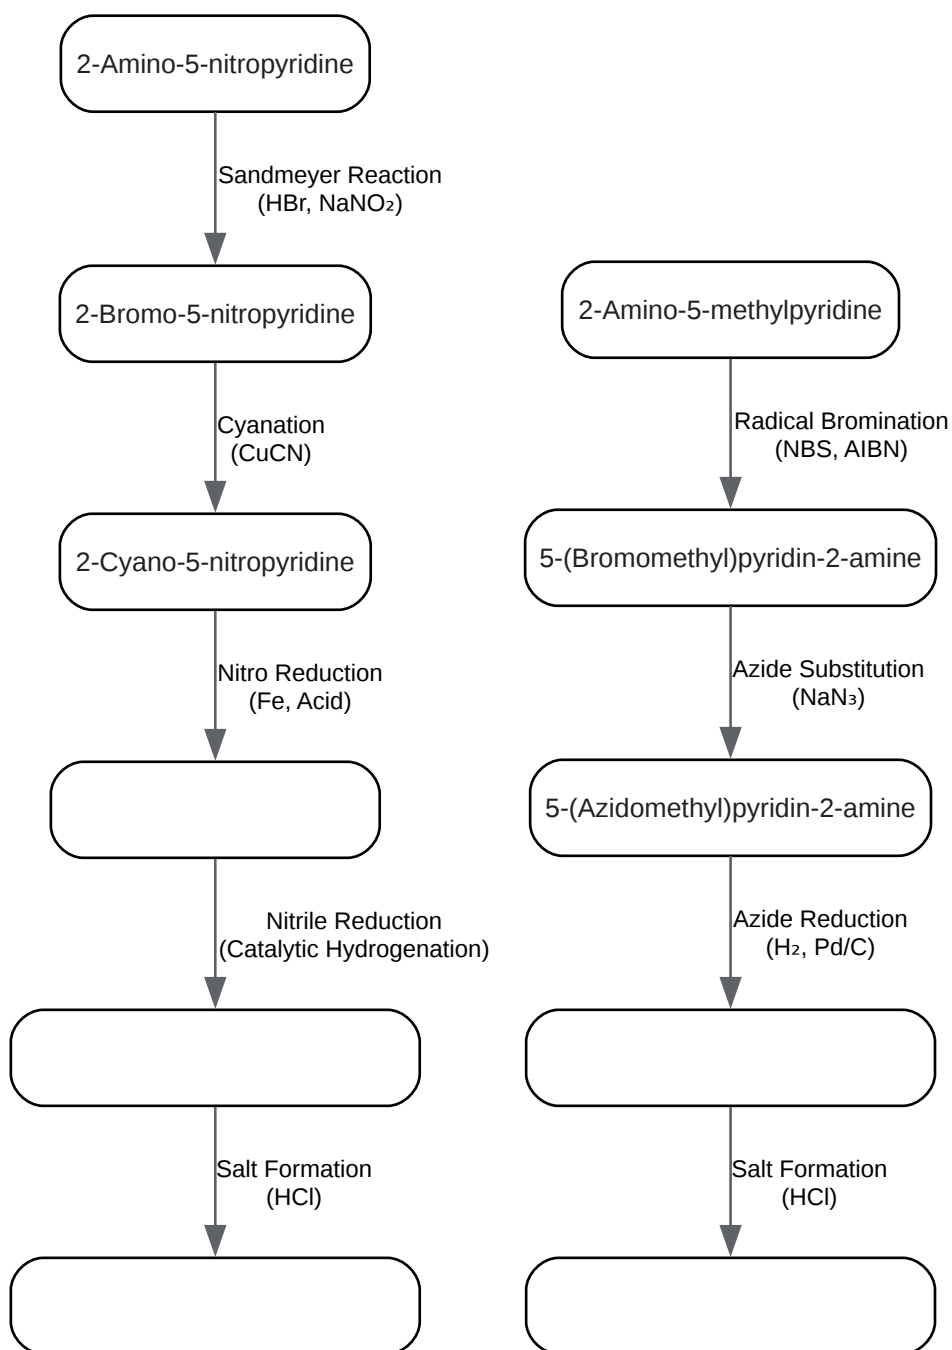 2-Amino-5-nitropyridine
Sandmeyer Reaction
(HBr, NaNO₂)
2-Bromo-5-nitropyridine
Cyanation
(CuCN)
2-Cyano-5-nitropyridine
Nitro Reduction
(Fe, Acid)
Nitrile Reduction
(Catalytic Hydrogenation)
Salt Formation
(HCl)
2-Amino-5-methylpyridine
Radical Bromination
(NBS, AIBN)
5-(Bromomethyl)pyridin-2-amine
Azide Substitution
(NaN₃)
5-(Azidomethyl)pyridin-2-amine
Azide Reduction
(H₂, Pd/C)
Salt Formation
(HCl)